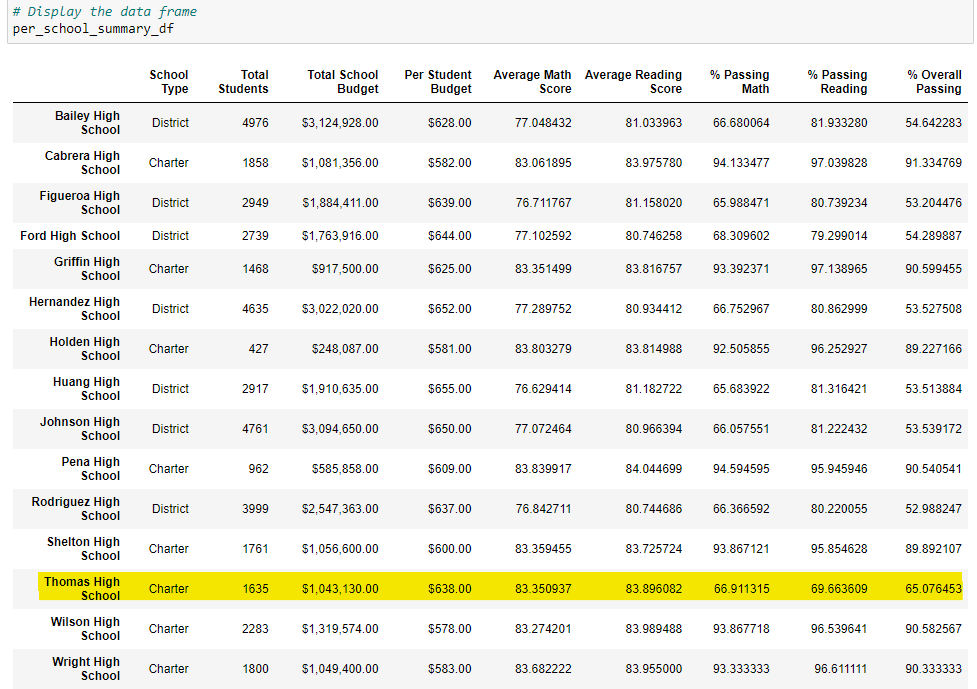 # Display the data frame
per_school_summary_df
School Type Total Students Total School Budget Per Student Budget Average Math Score Average Reading Score % Passing Math % Passing Reading % Overall Passing
Bailey High School District 4976 $3,124,928.00 $628.00 77.048432 81.033963 66.680064 81.933280 54.642283
Cabrera High School Charter 1858 $1,081,356.00 $582.00 83.061895 83.975780 94.133477 97.039828 91.334769
Figueroa High School District 2949 $1,884,411.00 $639.00 76.711767 81.158020 65.988471 80.739234 53.204476
Ford High School District 2739 $1,763,916.00 $644.00 77.102592 80.746258 68.309602 79.299014 54.289887
Griffin High School Charter 1468 $917,500.00 $625.00 83.351499 83.816757 93.392371 97.138965 90.599455
Hernandez High School District 4635 $3,022,020.00 $652.00 77.289752 80.934412 66.752967 80.862999 53.527508
Holden High School Charter 427 $248,087.00 $581.00 83.803279 83.814988 92.505855 96.252927 89.227166
Huang High School District 2917 $1,910,635.00 $655.00 76.629414 81.182722 65.683922 81.316421 53.513884
Johnson High School District 4761 $3,094,650.00 $650.00 77.072464 80.966394 66.057551 81.222432 53.539172
Pena High School Charter 962 $585,858.00 $609.00 83.839917 84.044699 94.594595 95.945946 90.540541
Rodriguez High School District 3999 $2,547,363.00 $637.00 76.842711 80.744686 66.366592 80.220055 52.988247
Shelton High School Charter 1761 $1,056,600.00 $600.00 83.359455 83.725724 93.867121 95.854628 89.892107
Thomas High School Charter 1635 $1,043,130.00 $638.00 83.350937 83.896082 66.911315 69.663609 65.076453
Wilson High School Charter 2283 $1,319,574.00 $578.00 83.274201 83.989488 93.867718 96.539641 90.582567
Wright High School Charter 1800 $1,049,400.00 $583.00 83.682222 83.955000 93.333333 96.611111 90.333333